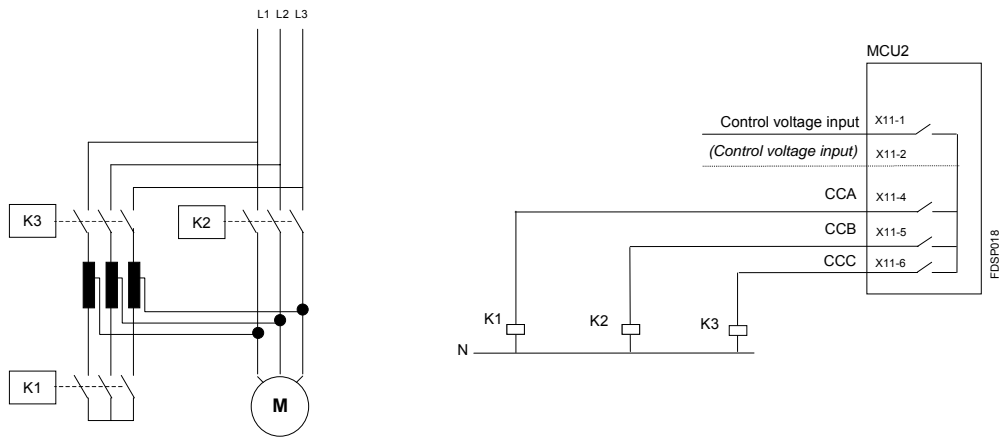 L1 L2 L3
K3
K2
K1
M
MCU2
Control voltage input X11-1
(Control voltage input) X11-2
CCA X11-4
CCB X11-5
CCC X11-6
K1
K2
K3
N
FDSP018